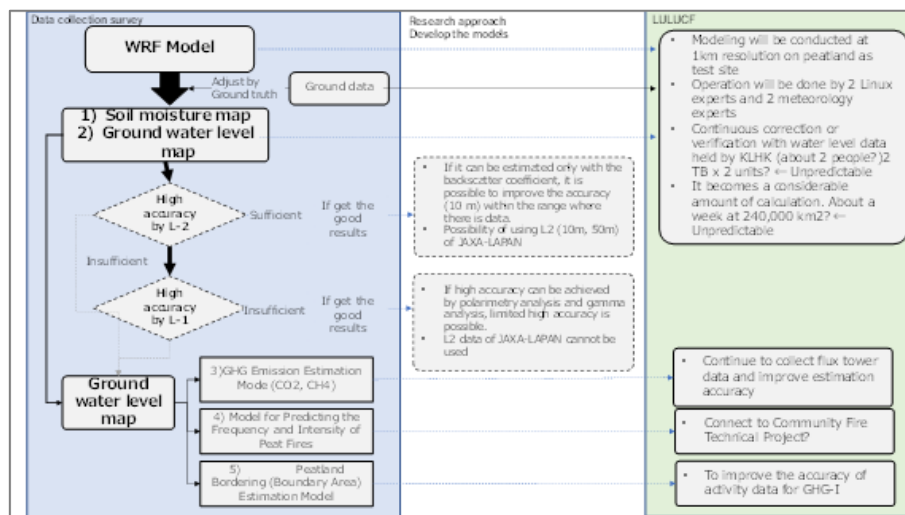 Data collection survey
WRF Model
Adjust by
Ground truth
Ground data
1) Soil moisture map
2) Ground water level
map
High
accuracy
by L-2
Sufficient
If get the
good
results
Insufficient
High
accuracy
by L-1
Insufficient
If get the
good
results
Ground
water level
map
3)GHG Emission Estimation
Mode (CO2, CH4)
4) Model for Predicting the
Frequency and Intensity of
Peat Fires
5) Peatland
Bordering (Boundary Area)
Estimation Model
Research approach
Develop the models
• If it can be estimated only with the
backscatter coefficient, it is
possible to improve the accuracy
(10 m) within the range where
there is data.
• Possibility of using L2 (10m, 50m)
of JAXA-LAPAN
• If high accuracy can be achieved
by polarimetry analysis and gamma
analysis, limited high accuracy is
possible.
• L2 data of JAXA-LAPAN cannot be
used
LULUCF
• Modeling will be conducted at
1km resolution on peatland as
test site
• Operation will be done by 2 Linux
experts and 2 meteorology
experts
• Continuous correction or
verification with water level data
held by KLHK (about 2 people?)2
TB x 2 units? ← Unpredictable
• It becomes a considerable
amount of calculation. About a
week at 240,000 km2? ←
Unpredictable
• Continue to collect flux tower
data and improve estimation
accuracy
• Connect to Community Fire
Technical Project?
• To improve the accuracy of
activity data for GHG-I